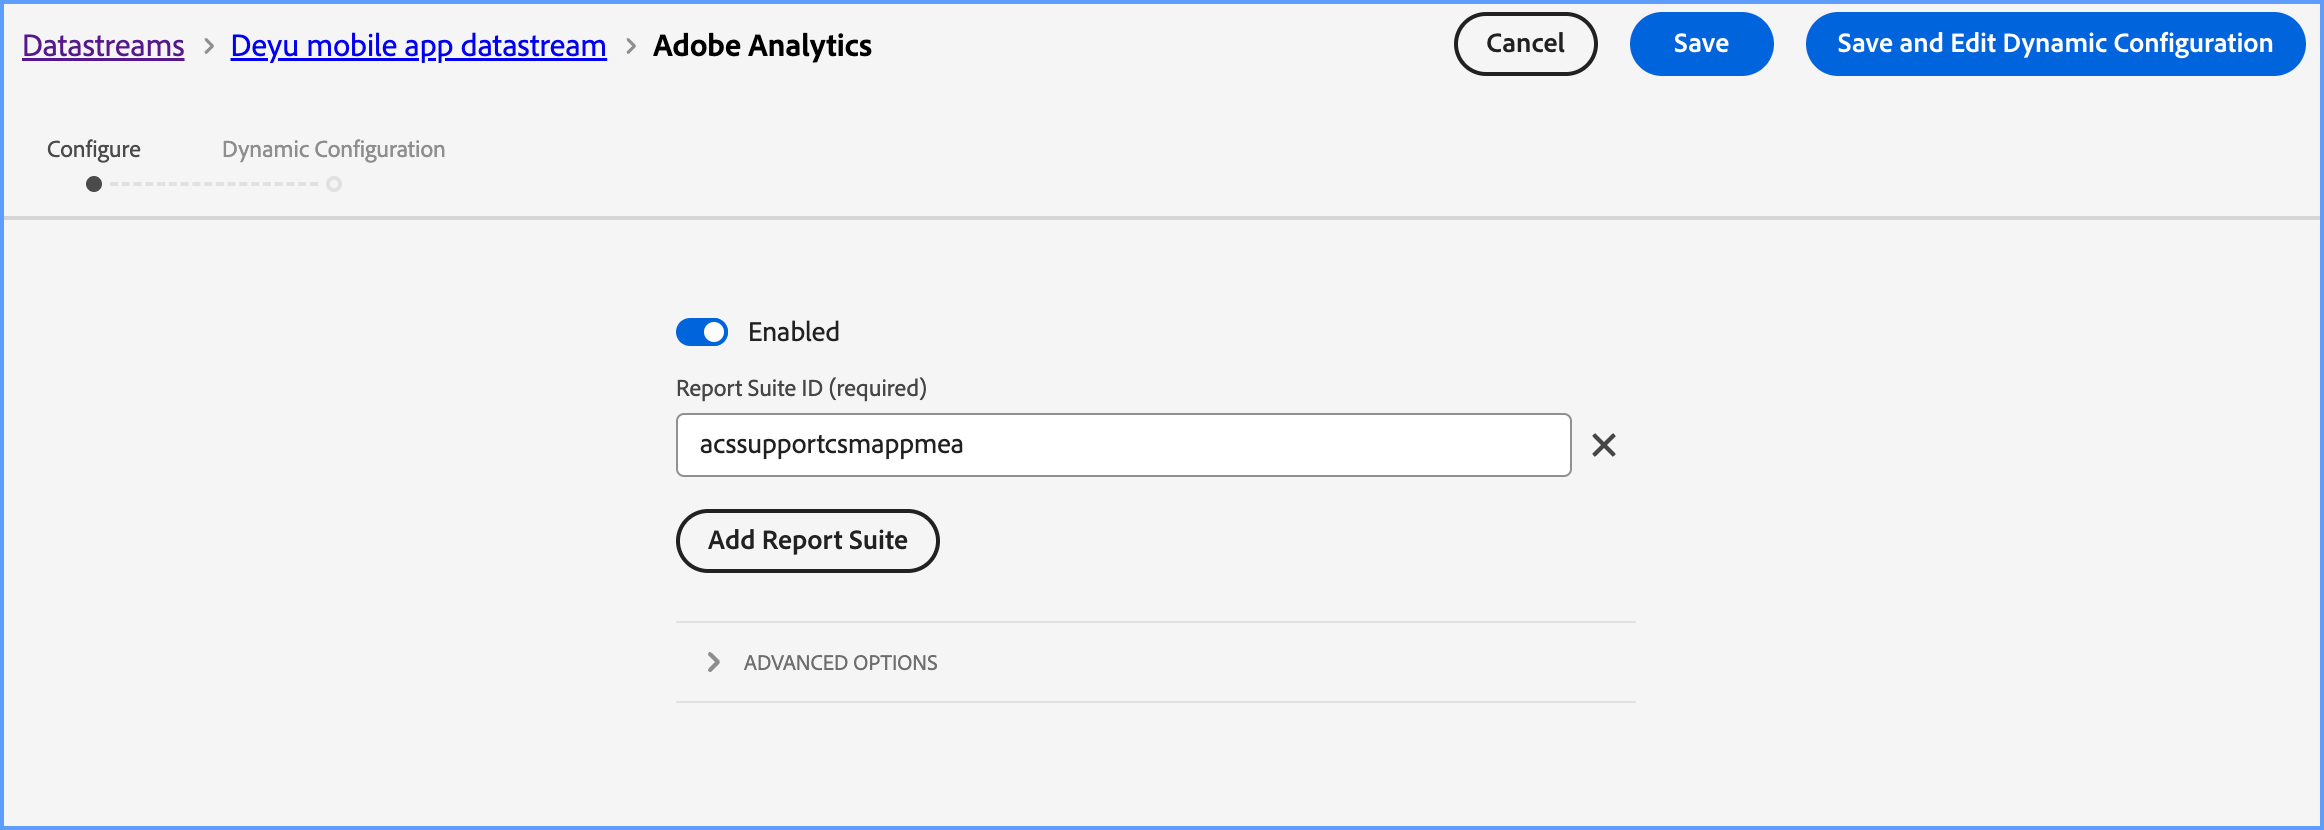 Datastreams > Deyu mobile app datastream > Adobe Analytics
Cancel
Save
Save and Edit Dynamic Configuration
Configure
Dynamic Configuration
Enabled
Report Suite ID (required)
acssupportcsmappmea
Add Report Suite
ADVANCED OPTIONS